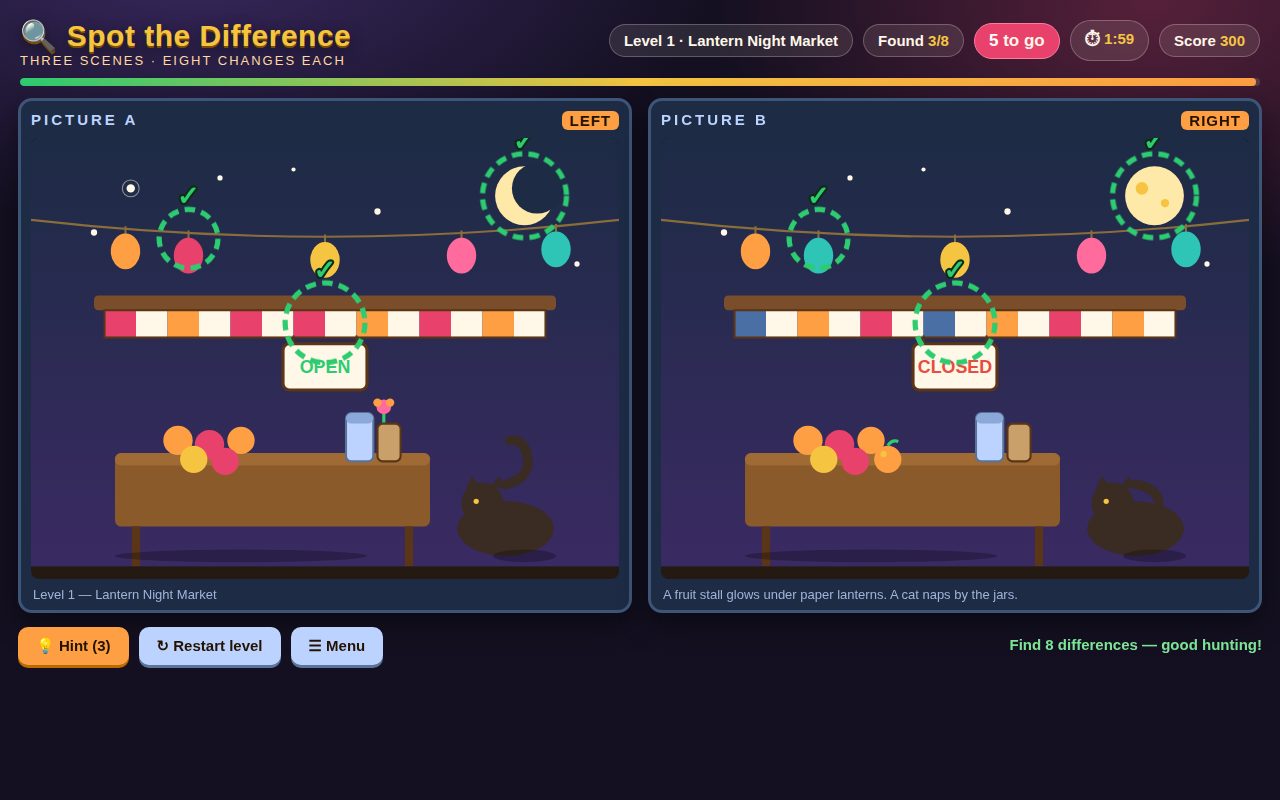 🔍 Spot the Difference
THREE SCENES · EIGHT CHANGES EACH
Level 1 · Lantern Night Market
Found 3/8
5 to go
⏱ 1:59
Score 300
PICTURE A
LEFT
OPEN
Level 1 — Lantern Night Market
PICTURE B
RIGHT
CLOSED
A fruit stall glows under paper lanterns. A cat naps by the jars.
💡 Hint (3)
↻ Restart level
☰ Menu
Find 8 differences — good hunting!